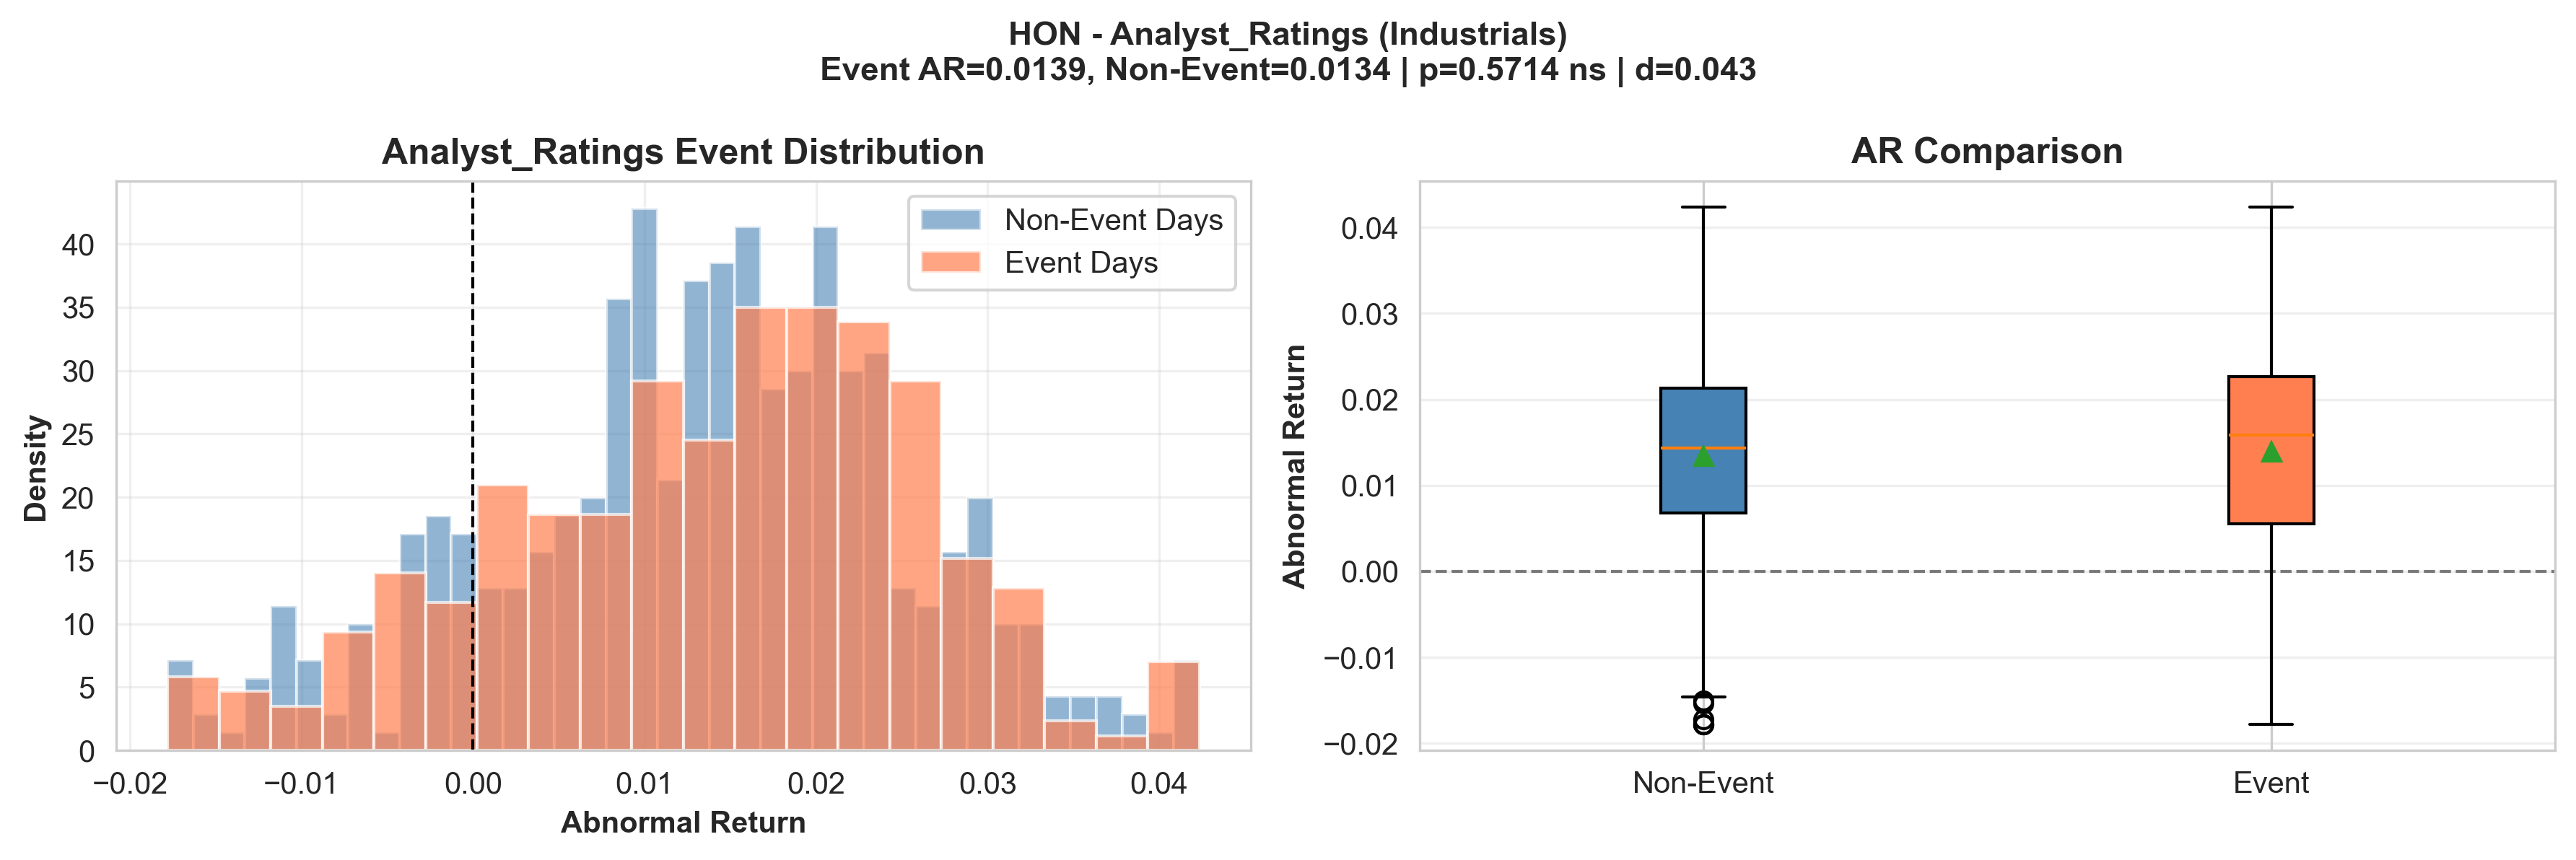 HON - Analyst_Ratings (Industrials)
Event AR=0.0139, Non-Event=0.0134 | p=0.5714 ns | d=0.043
Analyst_Ratings Event Distribution
Density
40
35
30
25
20
15
10
5
0
−0.02
−0.01
0.00
0.01
0.02
0.03
0.04
Abnormal Return
Non-Event Days
Event Days
AR Comparison
Abnormal Return
0.04
0.03
0.02
0.01
0.00
−0.01
−0.02
Non-Event
Event